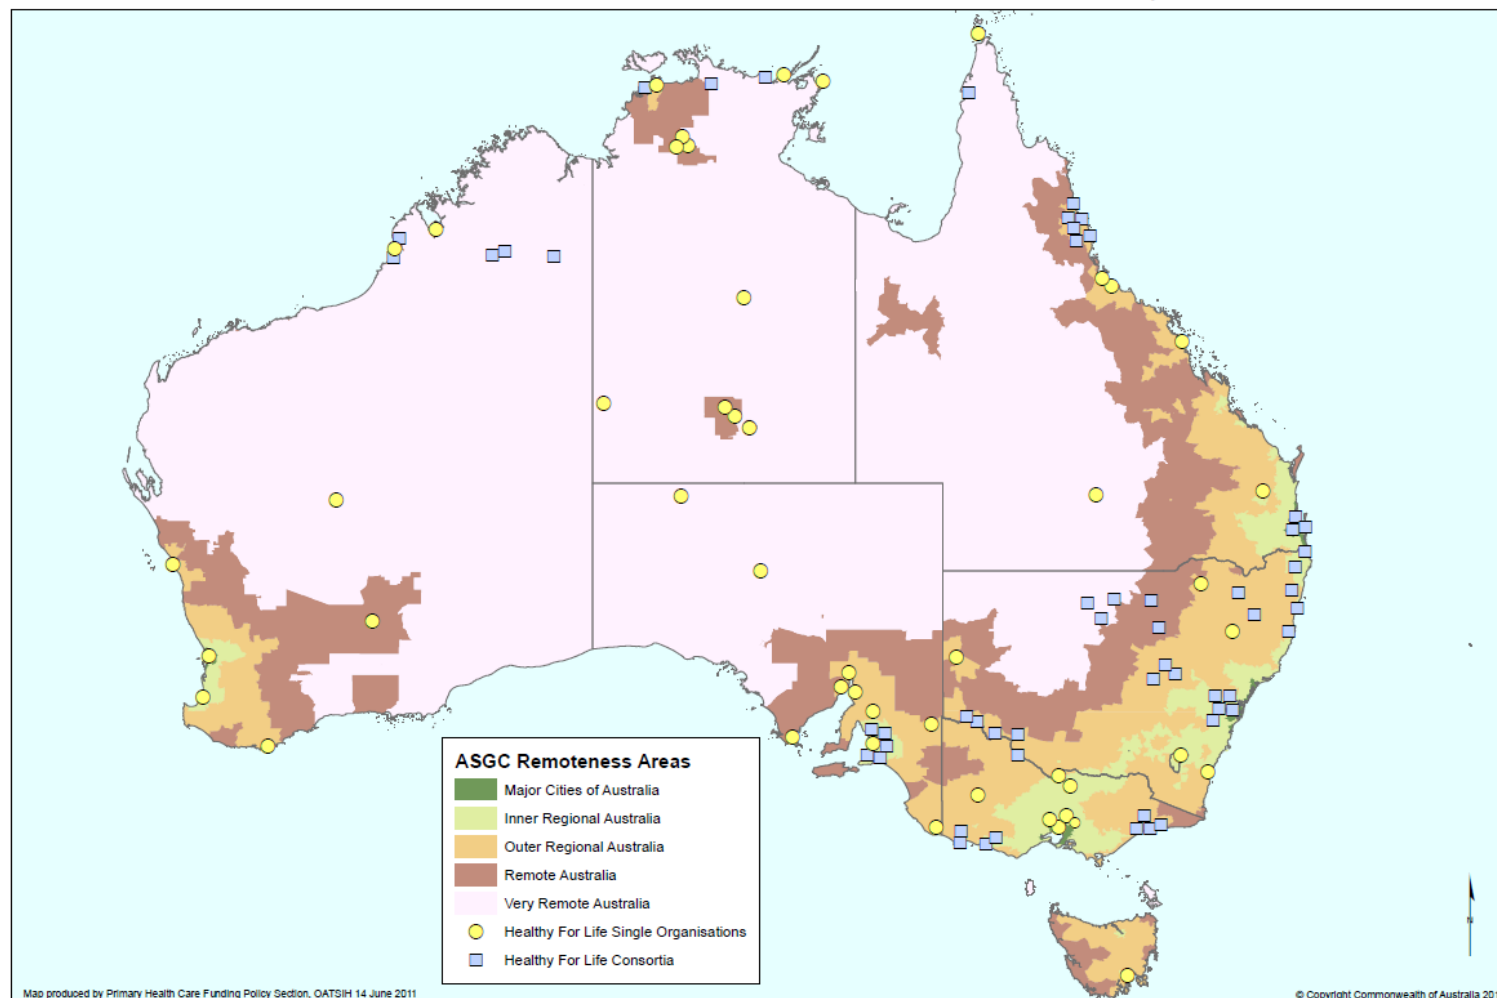 ASGC Remoteness Areas
Major Cities of Australia
Inner Regional Australia
Outer Regional Australia
Remote Australia
Very Remote Australia
Healthy For Life Single Organisations
Healthy For Life Consortia
N
Map produced by Primary Health Care Funding Policy Section, OATSIH 14 June 2011
© Copyright Commonwealth of Australia 201